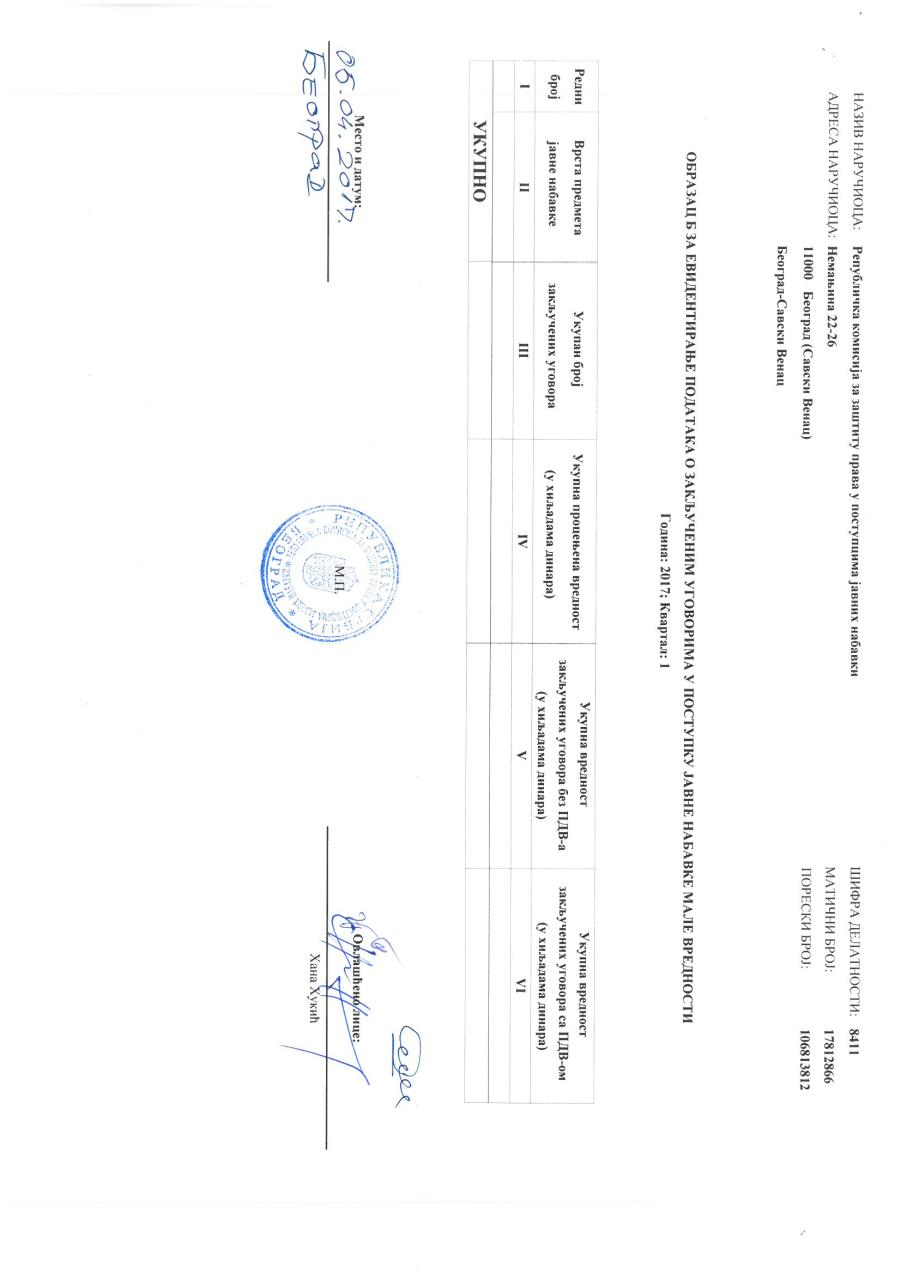 НАЗИВ НАРУЧИОЦА: Републичка комисија за заштиту права у поступцима јавних набавки
АДРЕСА НАРУЧИОЦА: Немањина 22-26
11000 Београд (Савски Венац)
Београд-Савски Венац
ШИФРА ДЕЛАТНОСТИ: 8411
МАТИЧНИ БРОЈ: 17812866
ПОРЕСКИ БРОЈ: 106813812
ОБРАЗАЦ Б ЗА ЕВИДЕНТИРАЊЕ ПОДАТАКА О ЗАКЉУЧЕНИМ УГОВОРИМА У ПОСТУПКУ ЈАВНЕ НАБАВКЕ МАЛЕ ВРЕДНОСТИ
Година: 2017; Квартал: 1
Редни
број
Врста предмета
јавне набавке
Укупан број
закључених уговора
Укупна процењена вредност
(у хиљадама динара)
Укупна вредност
закључених уговора без ПДВ-а
(у хиљадама динара)
Укупна вредност
закључених уговора са ПДВ-ом
(у хиљадама динара)
I II III IV V VI
УКУПНО
Место и датум:
05.04.2017.
БЕОГРАД
М.П.
РЕПУБЛИКА СРБИЈА * БЕОГРАД *
Овлашћено лице:
Хана Хукић